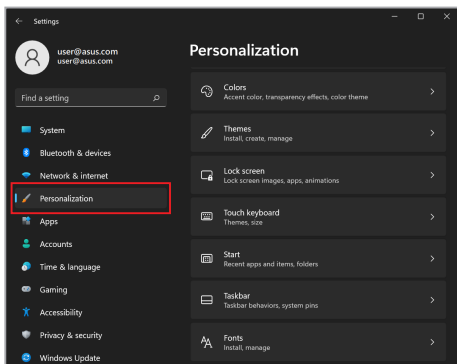 Settings
user@asus.com
user@asus.com
Find a setting
System
Bluetooth & devices
Network & internet
Personalization
Apps
Accounts
Time & language
Gaming
Accessibility
Privacy & security
Windows Update
Personalization
Colors
Accent color, transparency effects, color theme
Themes
Install, create, manage
Lock screen
Lock screen images, apps, animations
Touch keyboard
Themes, size
Start
Recent apps and items, folders
Taskbar
Taskbar behaviors, system pins
Fonts
Install, manage